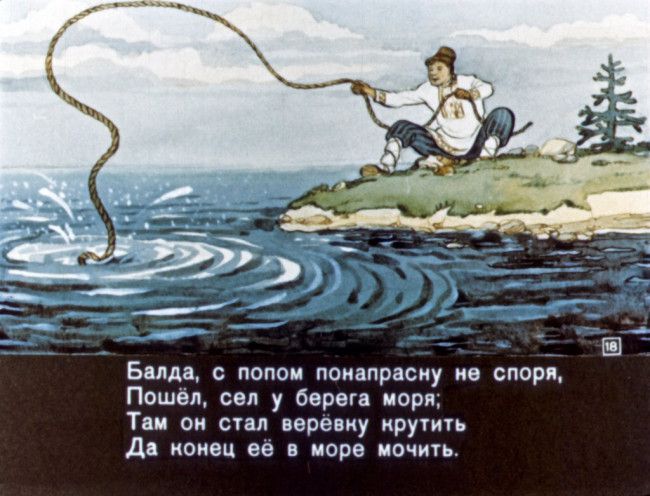 18
Балда, с попом понапрасну не споря,
Пошёл, сел у берега моря;
Там он стал верёвку крутить
Да конец её в море мочить.